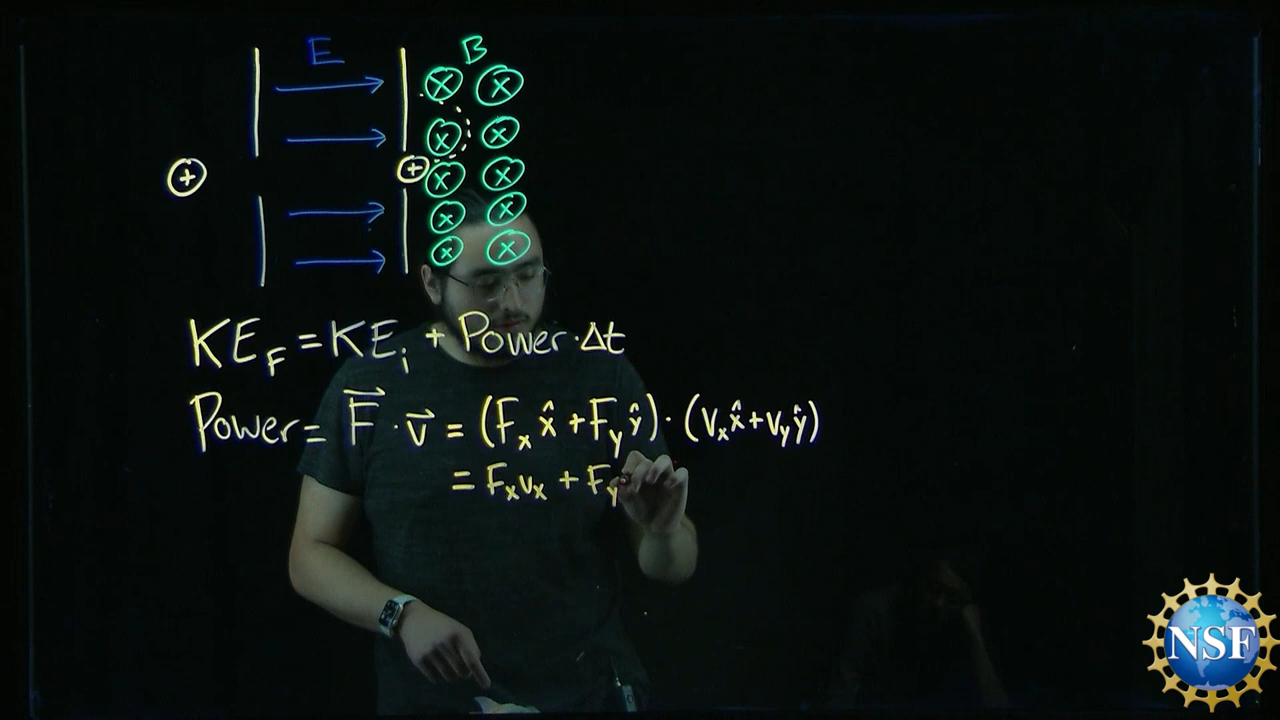 E B
KE_F = KE_i + Power · Δt
Power = F⃗ · v⃗ = (F_x x̂ + F_y ŷ) · (v_x x̂ + v_y ŷ)
= F_x v_x + F_y
NSF